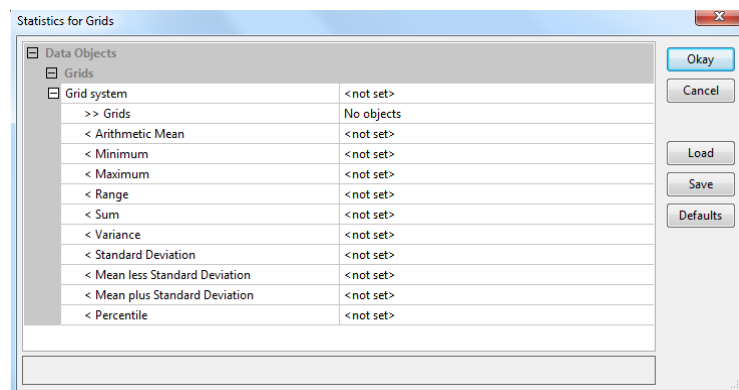 Statistics for Grids
Data Objects
Grids
Grid system <not set>
>> Grids No objects
< Arithmetic Mean <not set>
< Minimum <not set>
< Maximum <not set>
< Range <not set>
< Sum <not set>
< Variance <not set>
< Standard Deviation <not set>
< Mean less Standard Deviation <not set>
< Mean plus Standard Deviation <not set>
< Percentile <not set>
Okay
Cancel
Load
Save
Defaults